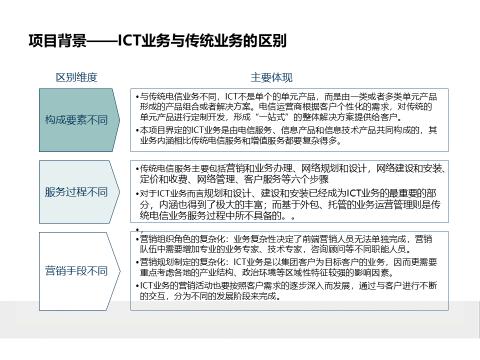 项目背景——ICT业务与传统业务的区别
区别维度
主要体现
构成要素不同
•与传统电信业务不同，ICT不是单个的单元产品，而是由一类或者多类单元产品
形成的产品组合或者解决方案。电信运营商根据客户个性化的需求，对传统的
单元产品进行定制开发，形成“一站式”的整体解决方案提供给客户。
•本项目界定的ICT业务是由电信服务、信息产品和信息技术产品共同构成的，其
业务内涵相比传统电信服务和增值服务都要复杂得多。
服务过程不同
•传统电信服务主要包括营销和业务办理、网络规划和设计，网络建设和安装、
定价和收费、网络管理、客户服务等六个步骤
•对于ICT业务而言规划和设计、建设和安装已经成为ICT业务的最重要的部
分，内涵也得到了极大的丰富；而基于外包、托管的业务运营管理则是传
统电信业务服务过程中所不具备的。。
•.
营销手段不同
•营销组织角色的复杂化：业务复杂性决定了前端营销人员无法单独完成，营销
队伍中需要增加专业的业务专家、技术专家，咨询顾问等不同职能人员。
•营销规划制定的复杂化：ICT业务是以集团客户为目标客户的业务，因而更需要
重点考虑各地的产业结构、政治环境等区域性特征较强的影响因素。
•ICT业务的营销活动也要按照客户需求的逐步深入而发展，通过与客户进行不断
的交互，分为不同的发展阶段来完成。